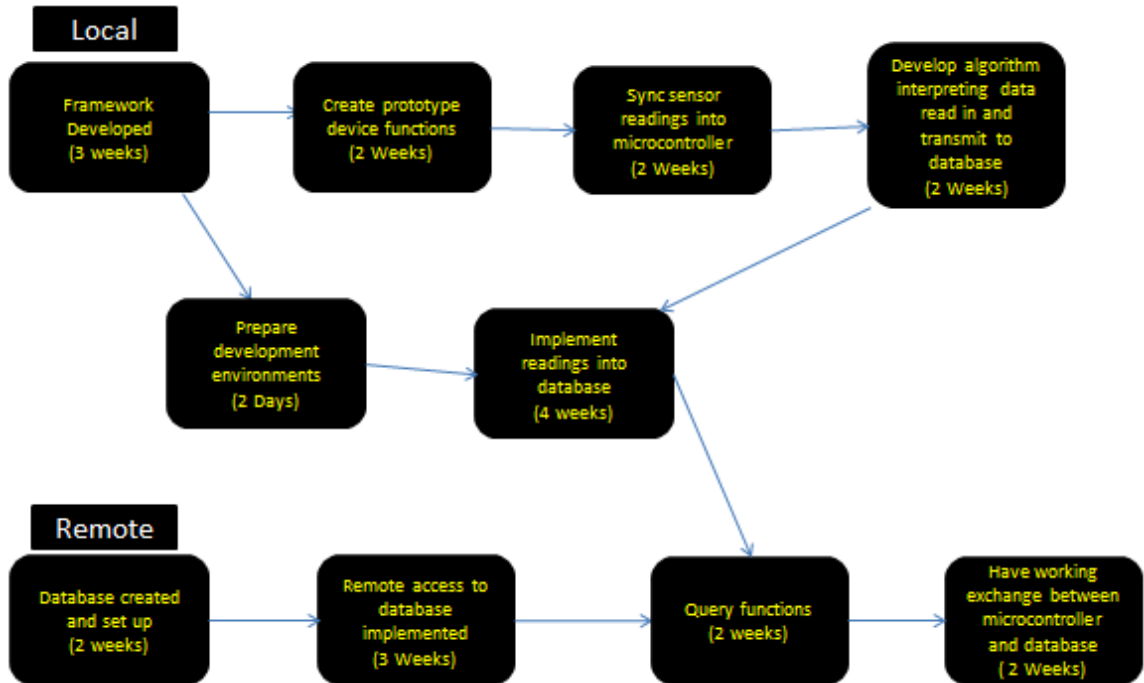 Local
Framework
Developed
(3 weeks)
Create prototype
device functions
(2 Weeks)
Sync sensor
readings into
microcontroller
(2 Weeks)
Develop algorithm
interpreting data
read in and
transmit to
database
(2 Weeks)
Prepare
development
environments
(2 Days)
Implement
readings into
database
(4 weeks)
Remote
Database created
and set up
(2 weeks)
Remote access to
database
implemented
(3 Weeks)
Query functions
(2 weeks)
Have working
exchange between
microcontroller
and database
( 2 Weeks)